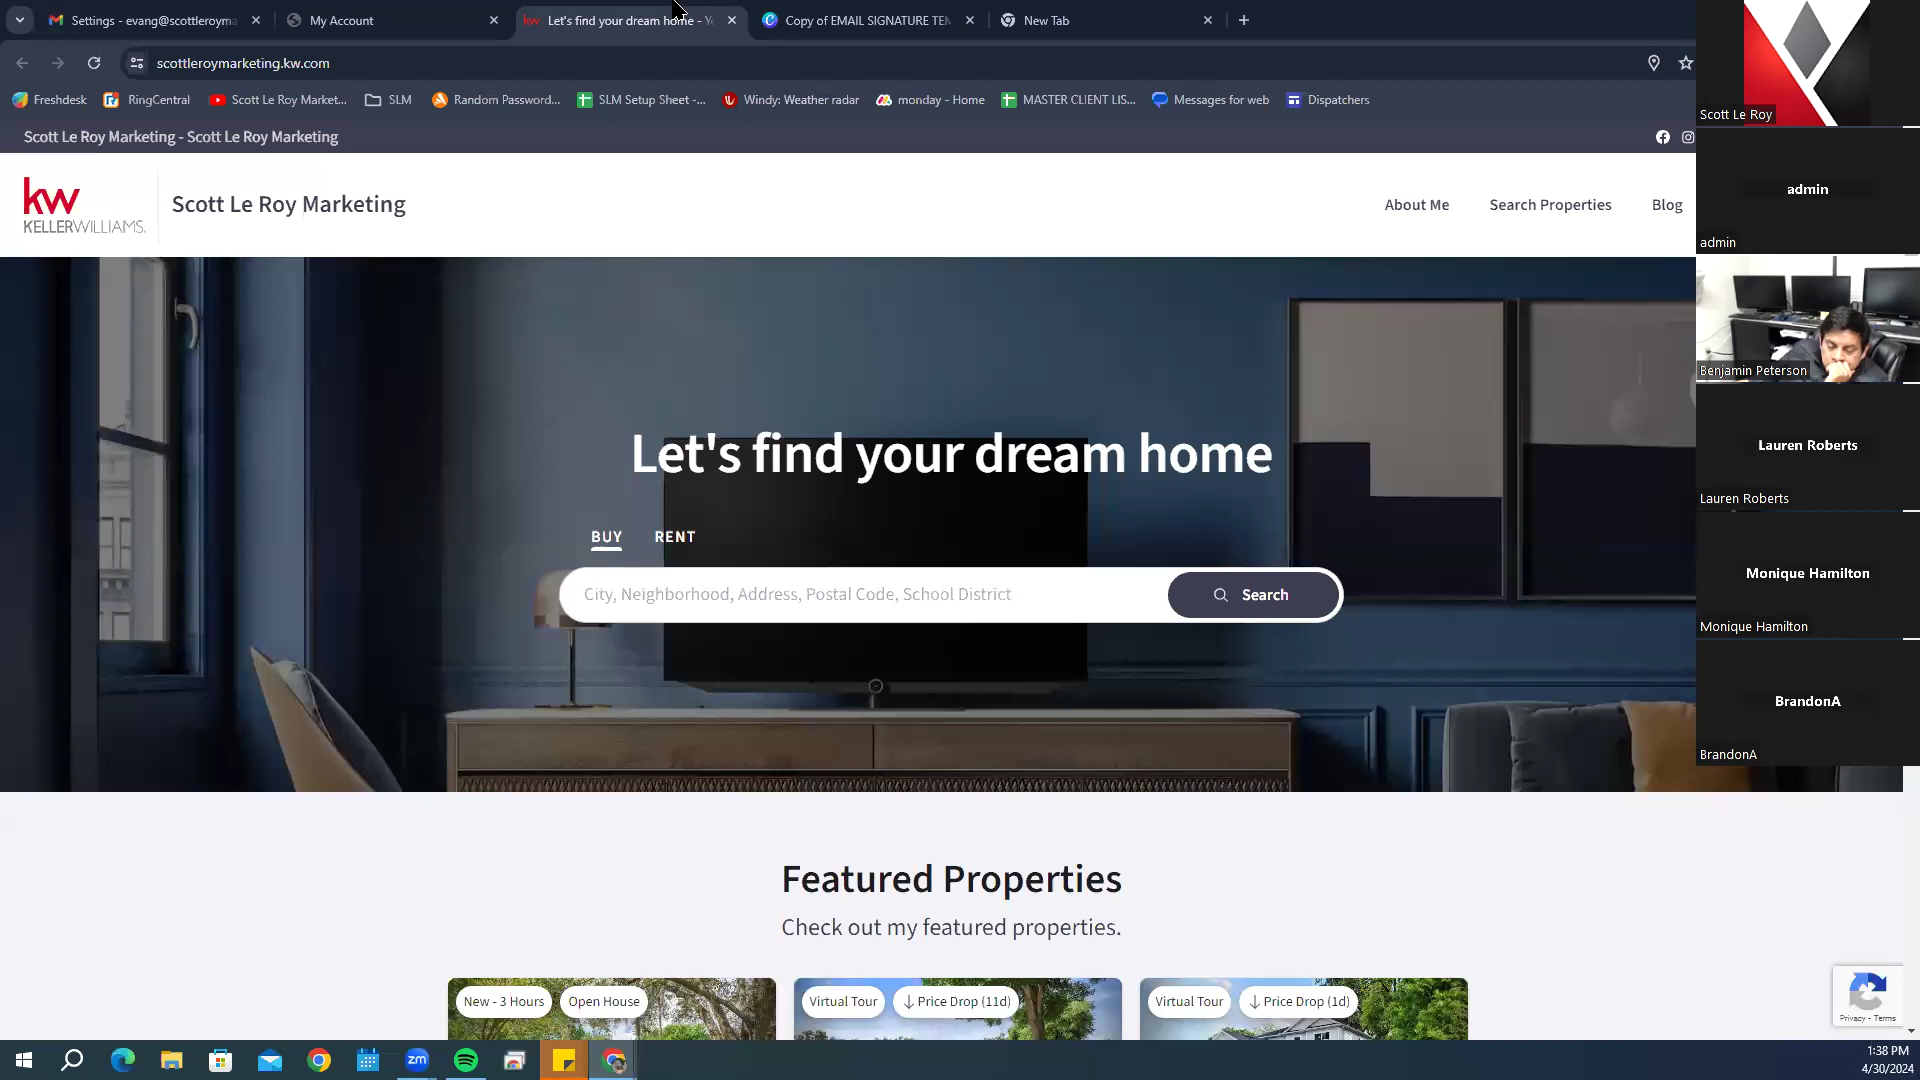 Settings - evang@scottleroyma
My Account
kw Let's find your dream home - Y
Copy of EMAIL SIGNATURE TEM
New Tab
scottleroymarketing.kw.com
Freshdesk
RingCentral
Scott Le Roy Market...
SLM
Random Password...
SLM Setup Sheet -...
Windy: Weather radar
monday - Home
MASTER CLIENT LIS...
Messages for web
Dispatchers
Scott Le Roy Marketing - Scott Le Roy Marketing
kw
KELLERWILLIAMS.
Scott Le Roy Marketing
About Me
Search Properties
Blog
Let's find your dream home
BUY
RENT
City, Neighborhood, Address, Postal Code, School District
Search
Featured Properties
Check out my featured properties.
New - 3 Hours
Open House
Virtual Tour
Price Drop (11d)
Virtual Tour
Price Drop (1d)
Privacy - Terms
Scott Le Roy
admin
admin
Benjamin Peterson
Lauren Roberts
Lauren Roberts
Monique Hamilton
Monique Hamilton
BrandonA
BrandonA
zm
1:38 PM
4/30/2024